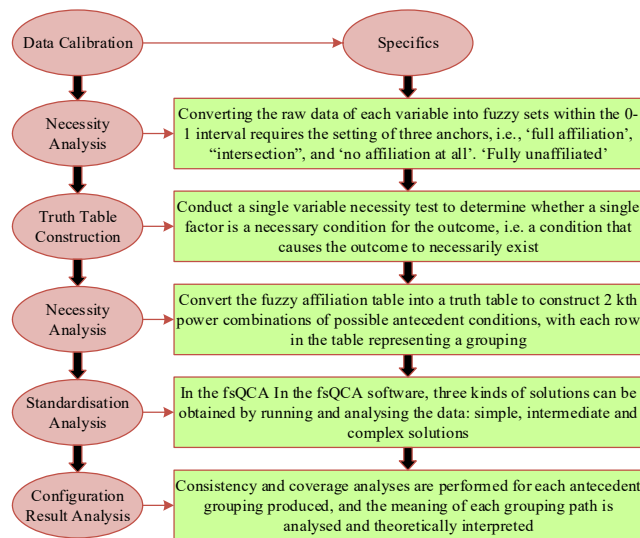 Data Calibration
Specifics
Necessity
Analysis
Converting the raw data of each variable into fuzzy sets within the 0-
1 interval requires the setting of three anchors, i.e., ‘full affiliation’,
“intersection”, and ‘no affiliation at all’. ‘Fully unaffiliated’
Truth Table
Construction
Conduct a single variable necessity test to determine whether a single
factor is a necessary condition for the outcome, i.e. a condition that
causes the outcome to necessarily exist
Necessity
Analysis
Convert the fuzzy affiliation table into a truth table to construct 2 kth
power combinations of possible antecedent conditions, with each row
in the table representing a grouping
Standardisation
Analysis
In the fsQCA In the fsQCA software, three kinds of solutions can be
obtained by running and analysing the data: simple, intermediate and
complex solutions
Configuration
Result Analysis
Consistency and coverage analyses are performed for each antecedent
grouping produced, and the meaning of each grouping path is
analysed and theoretically interpreted